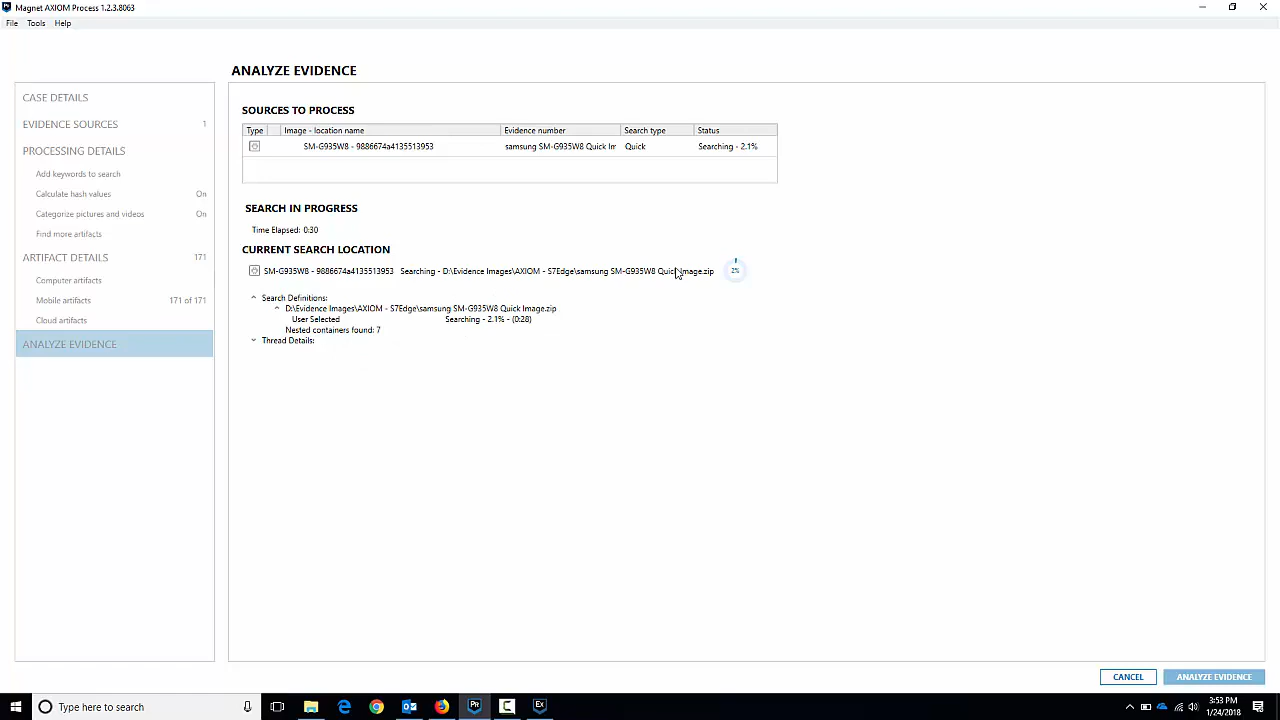 Magnet AXIOM Process 1.2.3.8063
File Tools Help
ANALYZE EVIDENCE
CASE DETAILS
EVIDENCE SOURCES 1
PROCESSING DETAILS
Add keywords to search
Calculate hash values On
Categorize pictures and videos On
Find more artifacts
ARTIFACT DETAILS 171
Computer artifacts
Mobile artifacts 171 of 171
Cloud artifacts
ANALYZE EVIDENCE
SOURCES TO PROCESS
Type Image - location name Evidence number Search type Status
SM-G935W8 - 9886674a4135513953 samsung SM-G935W8 Quick Im Quick Searching - 2.1%
SEARCH IN PROGRESS
Time Elapsed: 0:30
CURRENT SEARCH LOCATION
SM-G935W8 - 9886674a4135513953 Searching - D:\Evidence Images\AXIOM - S7Edge\samsung SM-G935W8 Quick Image.zip 2%
Search Definitions:
D:\Evidence Images\AXIOM - S7Edge\samsung SM-G935W8 Quick Image.zip
User Selected Searching - 2.1% - (0:28)
Nested containers found: 7
Thread Details:
CANCEL ANALYZE EVIDENCE
Type here to search
3:53 PM
1/24/2018